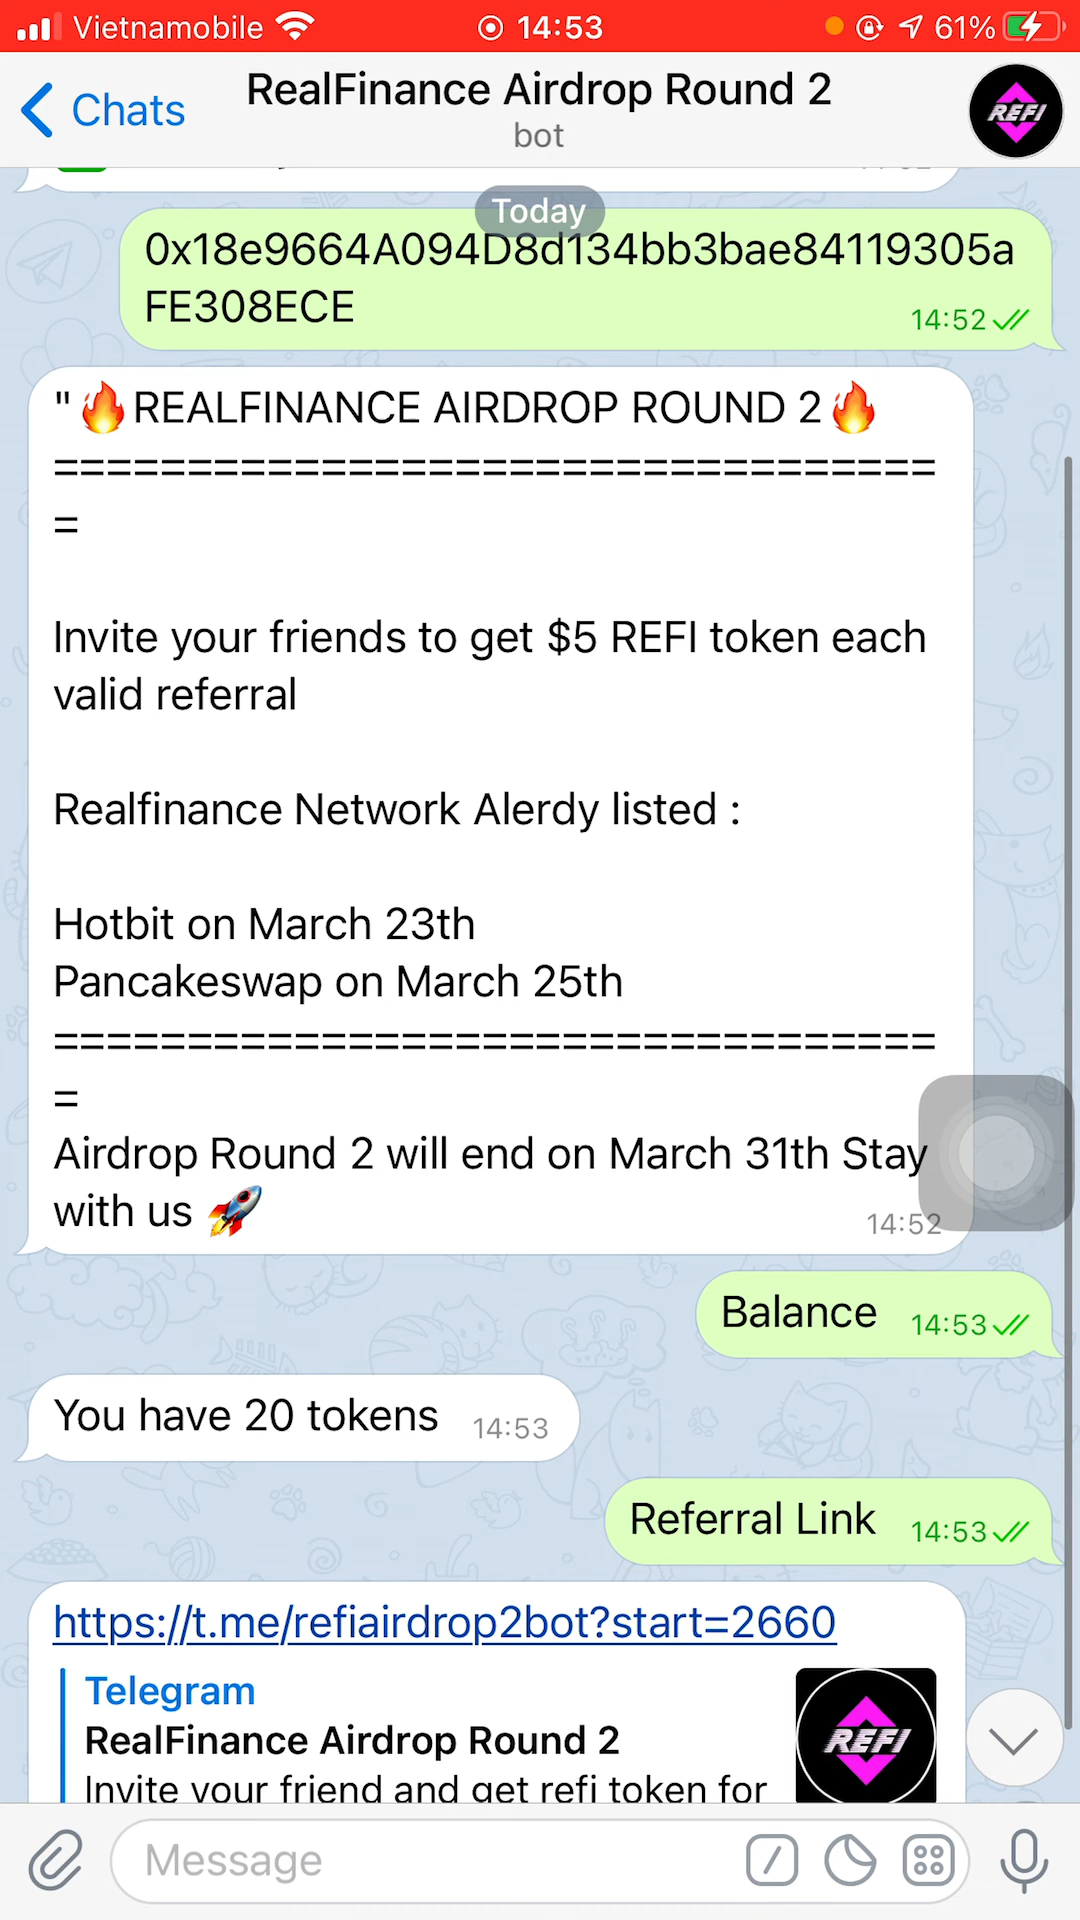 Vietnamobile 14:53 61%
Chats
RealFinance Airdrop Round 2
bot
REFI
Today
0x18e9664A094D8d134bb3bae84119305a
FE308ECE
14:52
"🔥REALFINANCE AIRDROP ROUND 2🔥
=================================
=
Invite your friends to get $5 REFI token each
valid referral
Realfinance Network Alerdy listed :
Hotbit on March 23th
Pancakeswap on March 25th
=================================
=
Airdrop Round 2 will end on March 31th Stay
with us 🚀
14:52
Balance 14:53
You have 20 tokens 14:53
Referral Link 14:53
https://t.me/refiairdrop2bot?start=2660
Telegram
RealFinance Airdrop Round 2
Invite your friend and get refi token for
REFI
Message